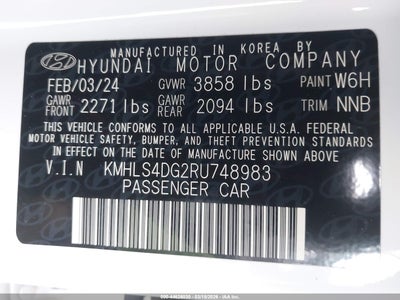 MANUFACTURED IN KOREA BY
HYUNDAI MOTOR COMPANY
FEB/03/24 GVWR 3858 lbs PAINT W6H
GAWR FRONT 2271 lbs GAWR REAR 2094 lbs TRIM NNB
THIS VEHICLE CONFORMS TO ALL APPLICABLE U.S.A. FEDERAL
MOTOR VEHICLE SAFETY, BUMPER, AND THEFT PREVENTION
STANDARDS IN EFFECT ON THE DATE OF MANUFACTURE SHOWN ABOVE.
V.I.N KMHLS4DG2RU748983
PASSENGER CAR